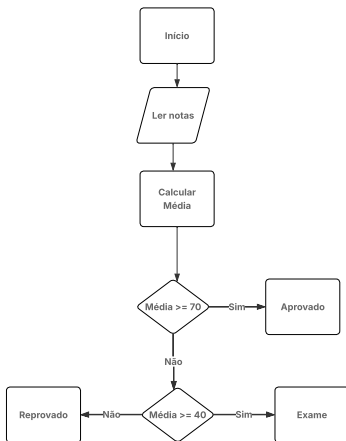 Início
Ler notas
Calcular
Média
Média >= 70
Sim
Aprovado
Não
Reprovado
Não
Média >= 40
Sim
Exame